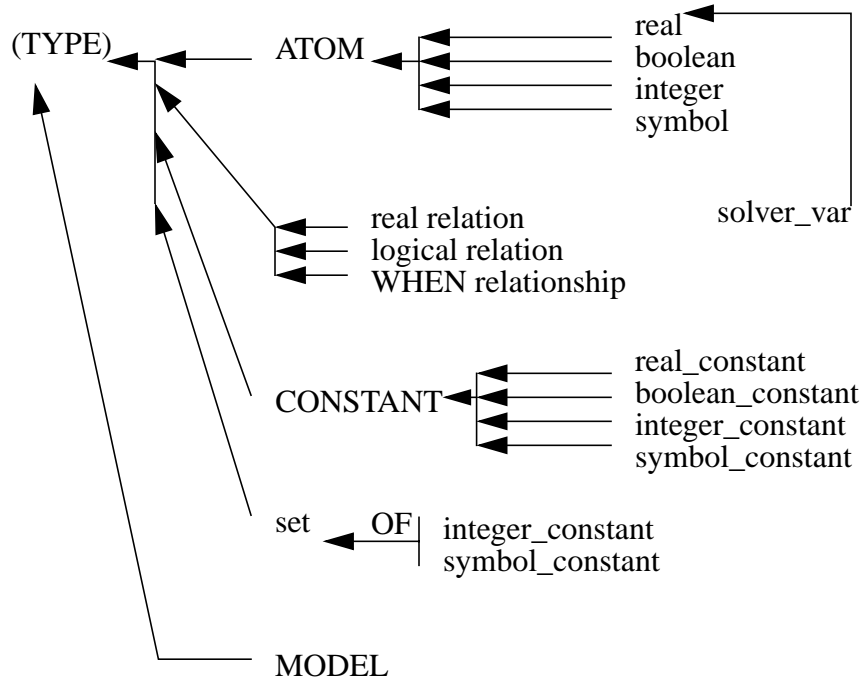 (TYPE)
ATOM
real
boolean
integer
symbol
solver_var
real relation
logical relation
WHEN relationship
CONSTANT
real_constant
boolean_constant
integer_constant
symbol_constant
set
OF
integer_constant
symbol_constant
MODEL